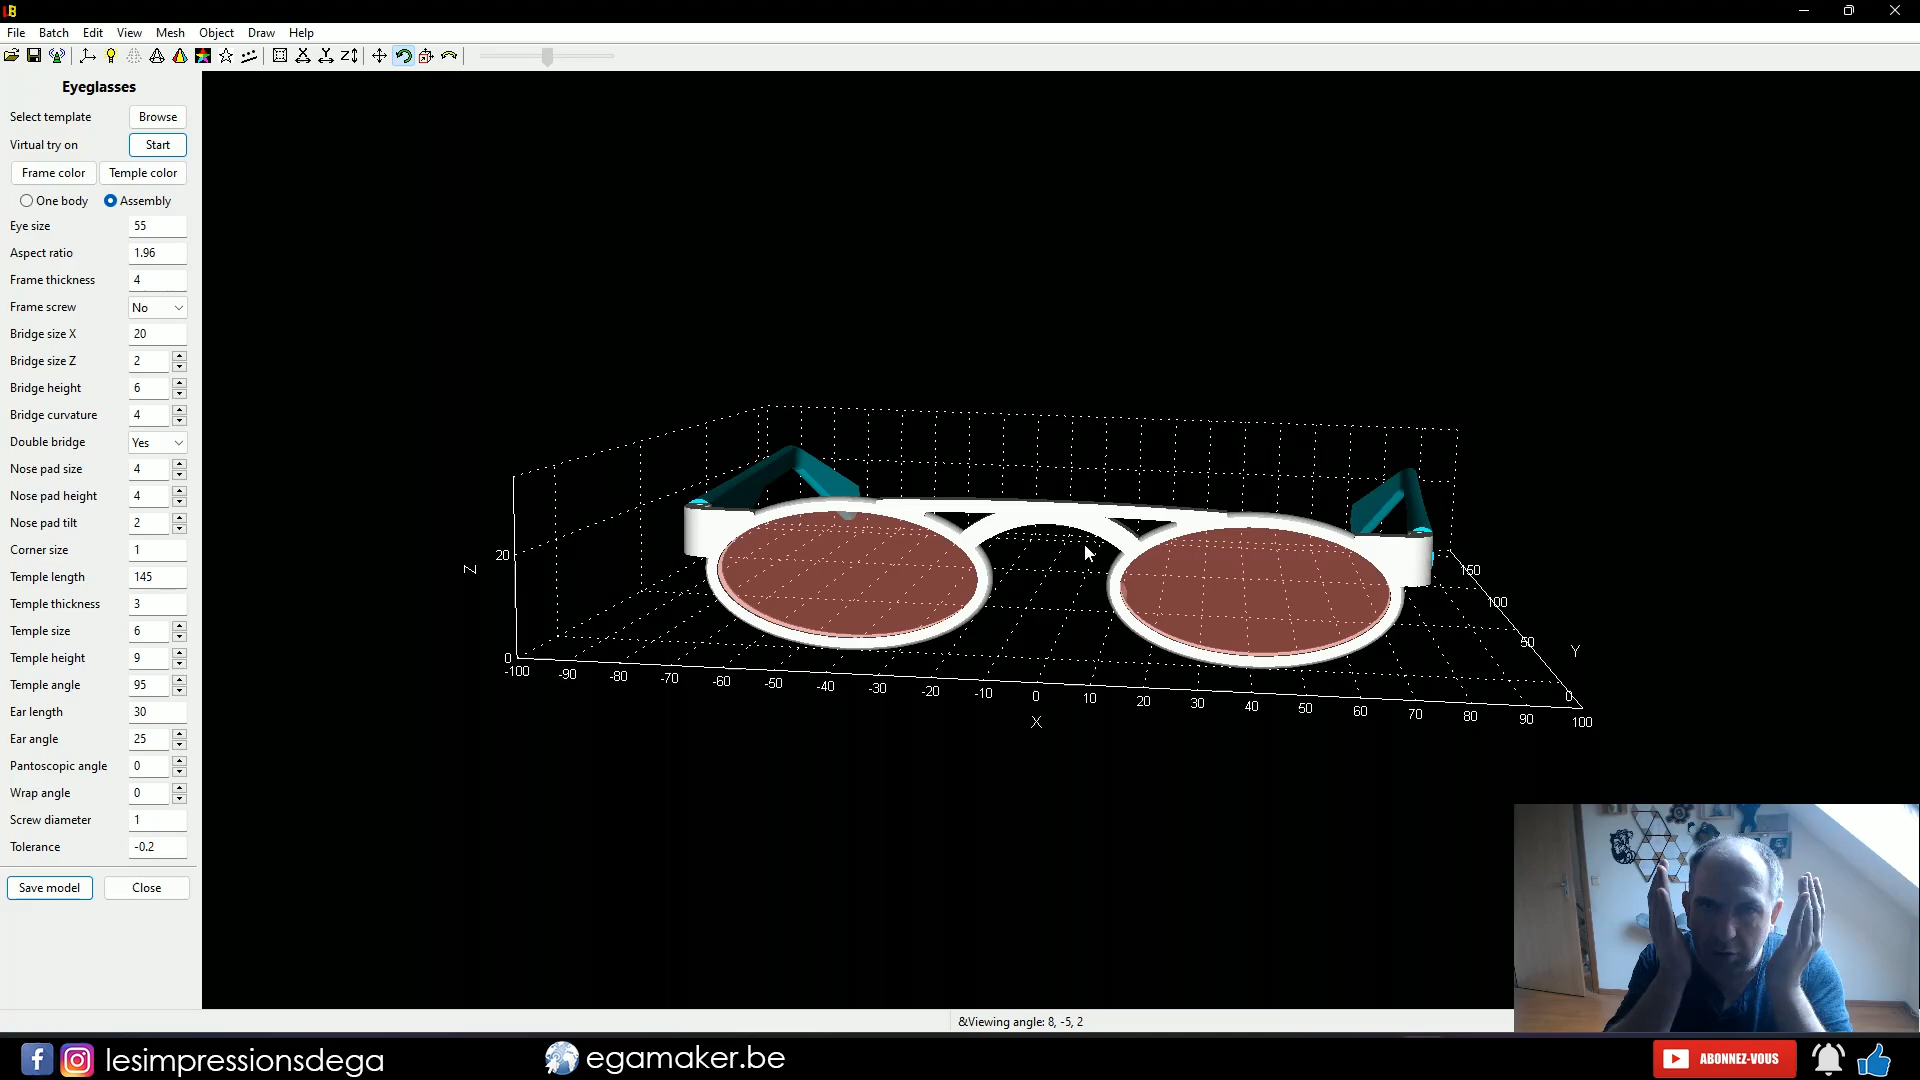 LB
File Batch Edit View Mesh Object Draw Help
Z
Eyeglasses
Select template Browse
Virtual try on Start
Frame color Temple color
One body Assembly
Eye size 55
Aspect ratio 1.96
Frame thickness 4
Frame screw No
Bridge size X 20
Bridge size Z 2
Bridge height 6
Bridge curvature 4
Double bridge Yes
Nose pad size 4
Nose pad height 4
Nose pad tilt 2
Corner size 1
Temple length 145
Temple thickness 3
Temple size 6
Temple height 9
Temple angle 95
Ear length 30
Ear angle 25
Pantoscopic angle 0
Wrap angle 0
Screw diameter 1
Tolerance -0.2
Save model Close
Z
20
0
-100 -90 -80 -70 -60 -50 -40 -30 -20 -10 0 10 20 30 40 50 60 70 80 90 100
X
150
100
50
0
Y
&Viewing angle: 8, -5, 2
lesimpressionsdega
egamaker.be
ABONNEZ-VOUS